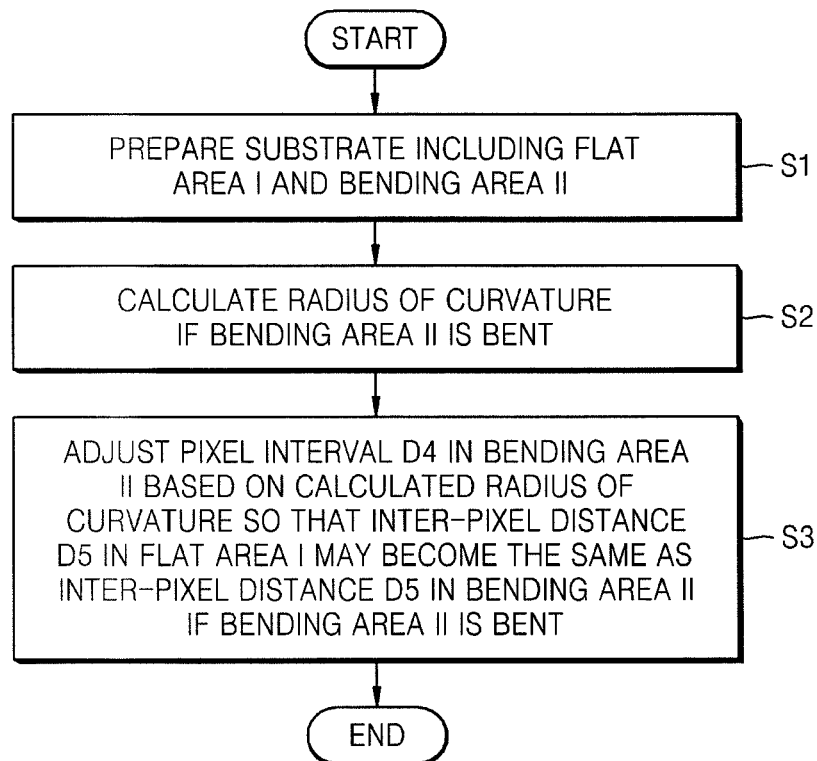 START
PREPARE SUBSTRATE INCLUDING FLAT
AREA I AND BENDING AREA II
S1
CALCULATE RADIUS OF CURVATURE
IF BENDING AREA II IS BENT
S2
ADJUST PIXEL INTERVAL D4 IN BENDING AREA
II BASED ON CALCULATED RADIUS OF
CURVATURE SO THAT INTER-PIXEL DISTANCE
D5 IN FLAT AREA I MAY BECOME THE SAME AS
INTER-PIXEL DISTANCE D5 IN BENDING AREA II
IF BENDING AREA II IS BENT
S3
END